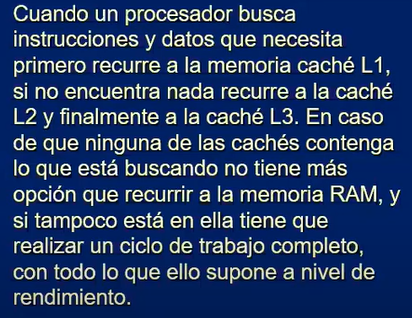 Cuando un procesador busca
instrucciones y datos que necesita
primero recurre a la memoria caché L1,
si no encuentra nada recurre a la caché
L2 y finalmente a la caché L3. En caso
de que ninguna de las cachés contenga
lo que está buscando no tiene más
opción que recurrir a la memoria RAM, y
si tampoco está en ella tiene que
realizar un ciclo de trabajo completo,
con todo lo que ello supone a nivel de
rendimiento.